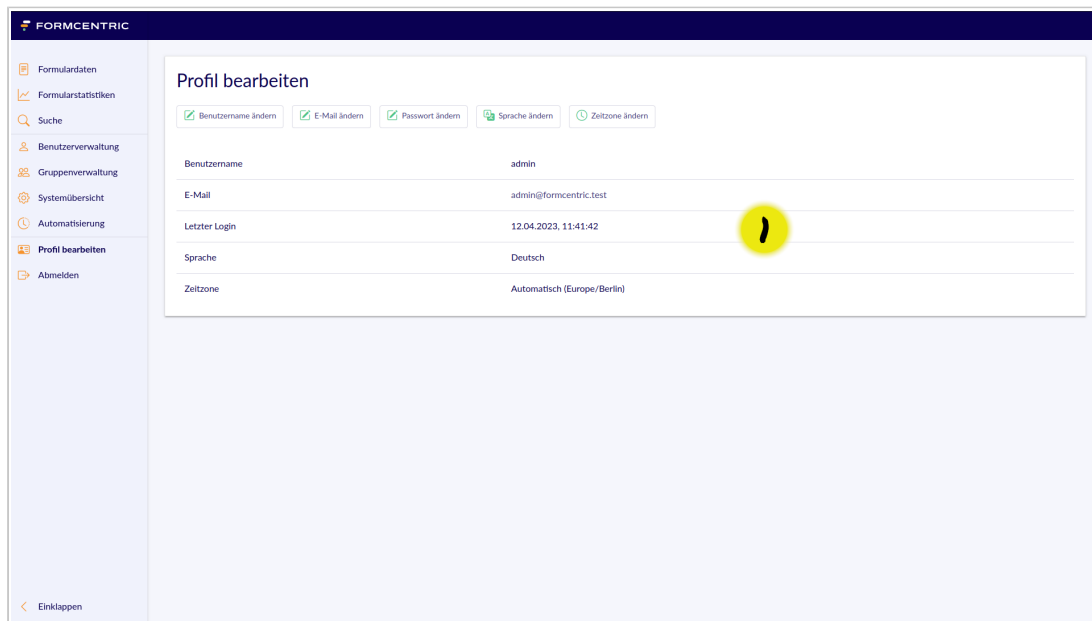 FORMCENTRIC
Formulardaten
Formularstatistiken
Suche
Benutzerverwaltung
Gruppenverwaltung
Systemübersicht
Automatisierung
Profil bearbeiten
Abmelden
Einklappen
Profil bearbeiten
Benutzername ändern E-Mail ändern Passwort ändern Sprache ändern Zeitzone ändern
Benutzername admin
E-Mail admin@formcentric.test
Letzter Login 12.04.2023, 11:41:42
Sprache Deutsch
Zeitzone Automatisch (Europe/Berlin)
1